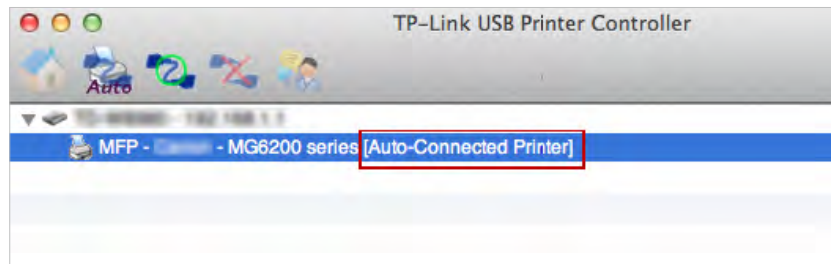 TP-Link USB Printer Controller
Auto
MFP - - MG6200 series [Auto-Connected Printer]